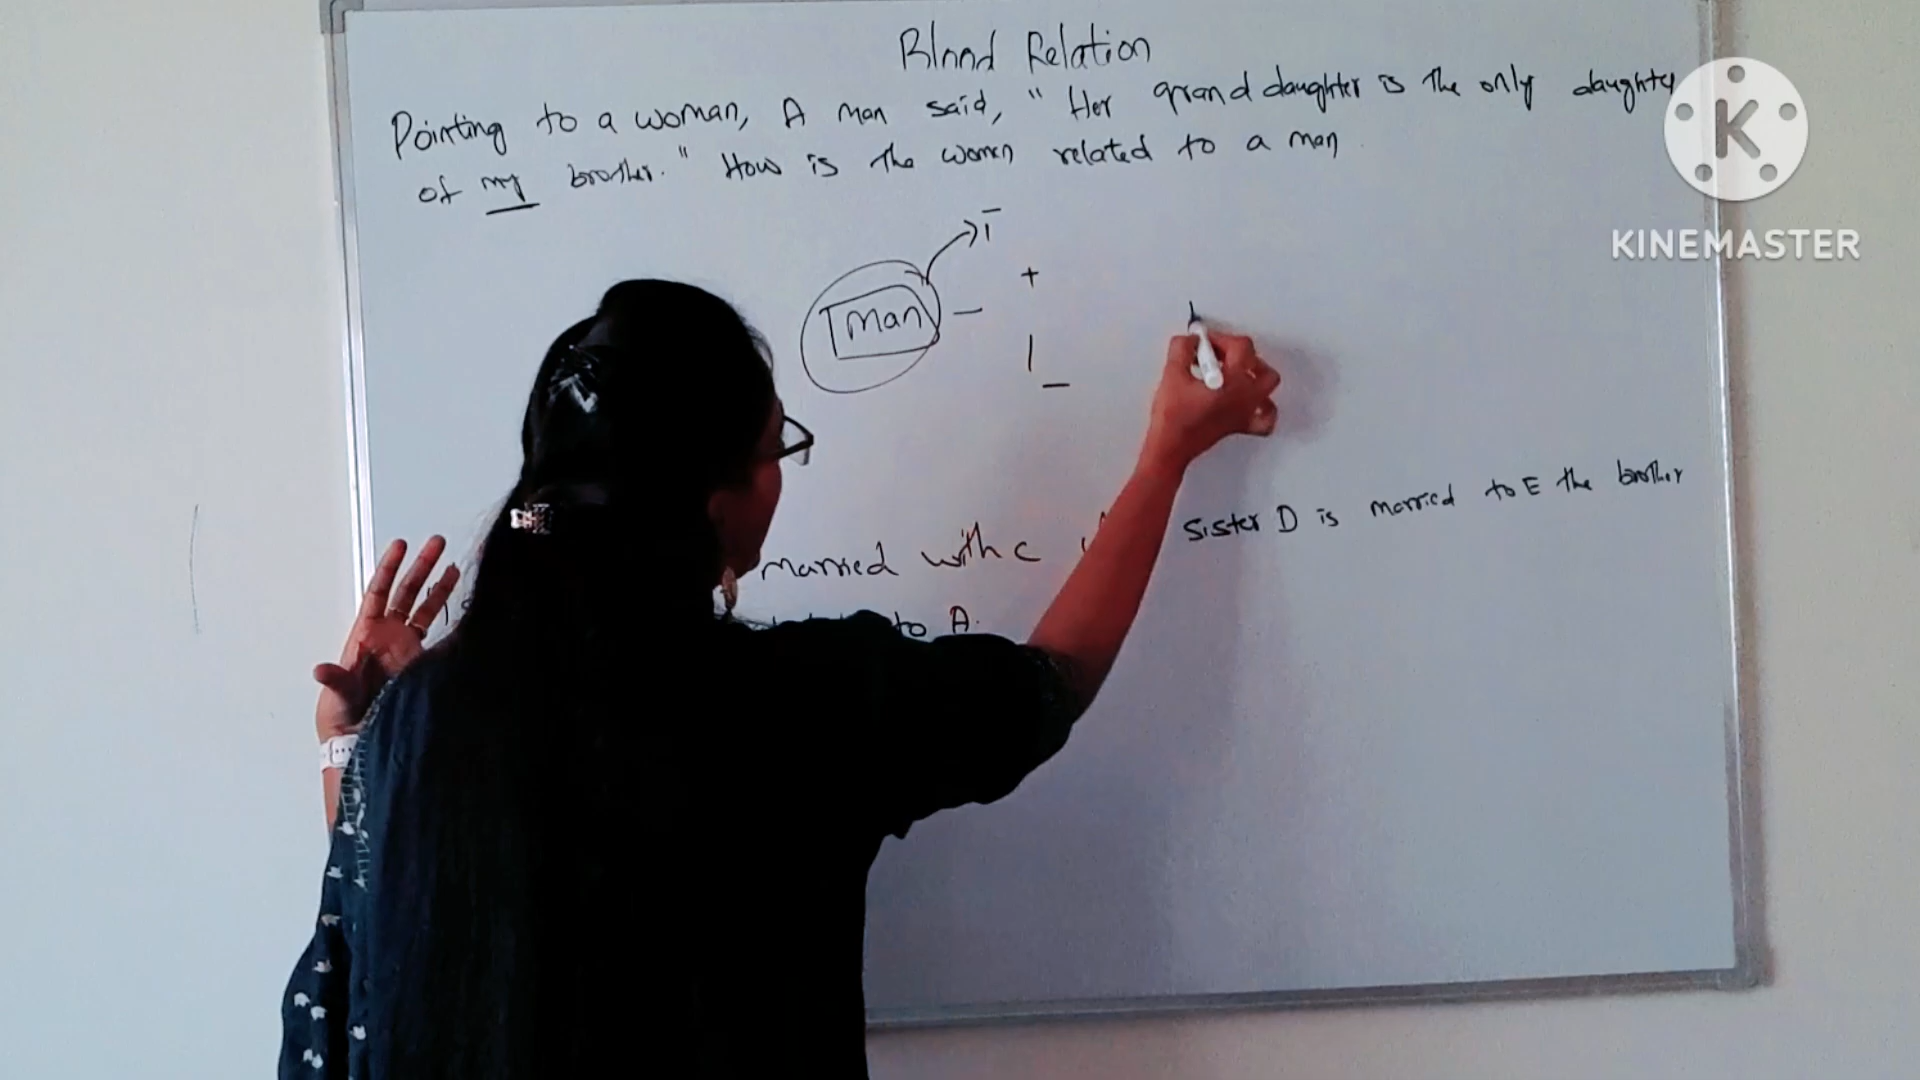 Blood Relation
Pointing to a woman, A man said, "Her grand daughter is the only daughter
of my brother." How is the women related to a man
+
man –
|
–
sister D is married to E the brother
married with C
to A.
K
KINEMASTER